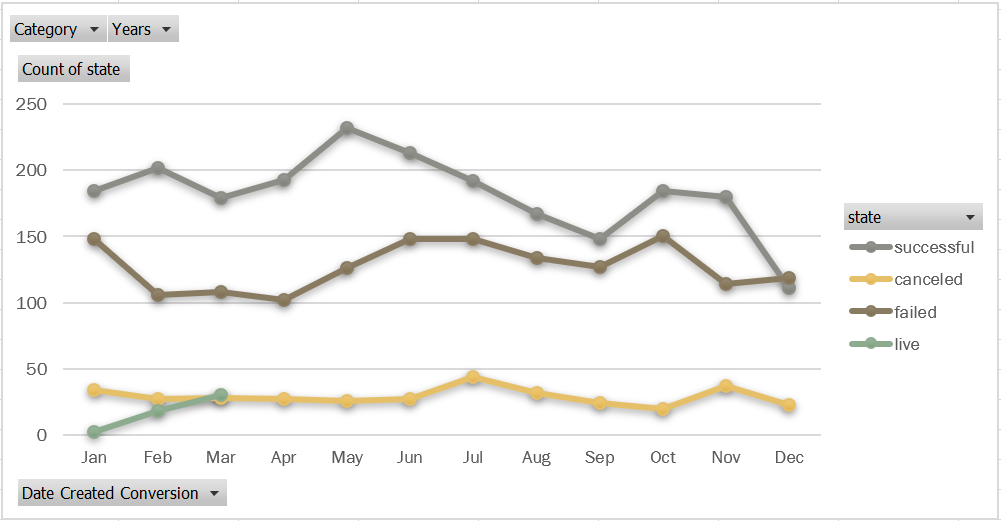 Category Years
Count of state
250
200
150
100
50
0
Jan Feb Mar Apr May Jun Jul Aug Sep Oct Nov Dec
state
successful
canceled
failed
live
Date Created Conversion